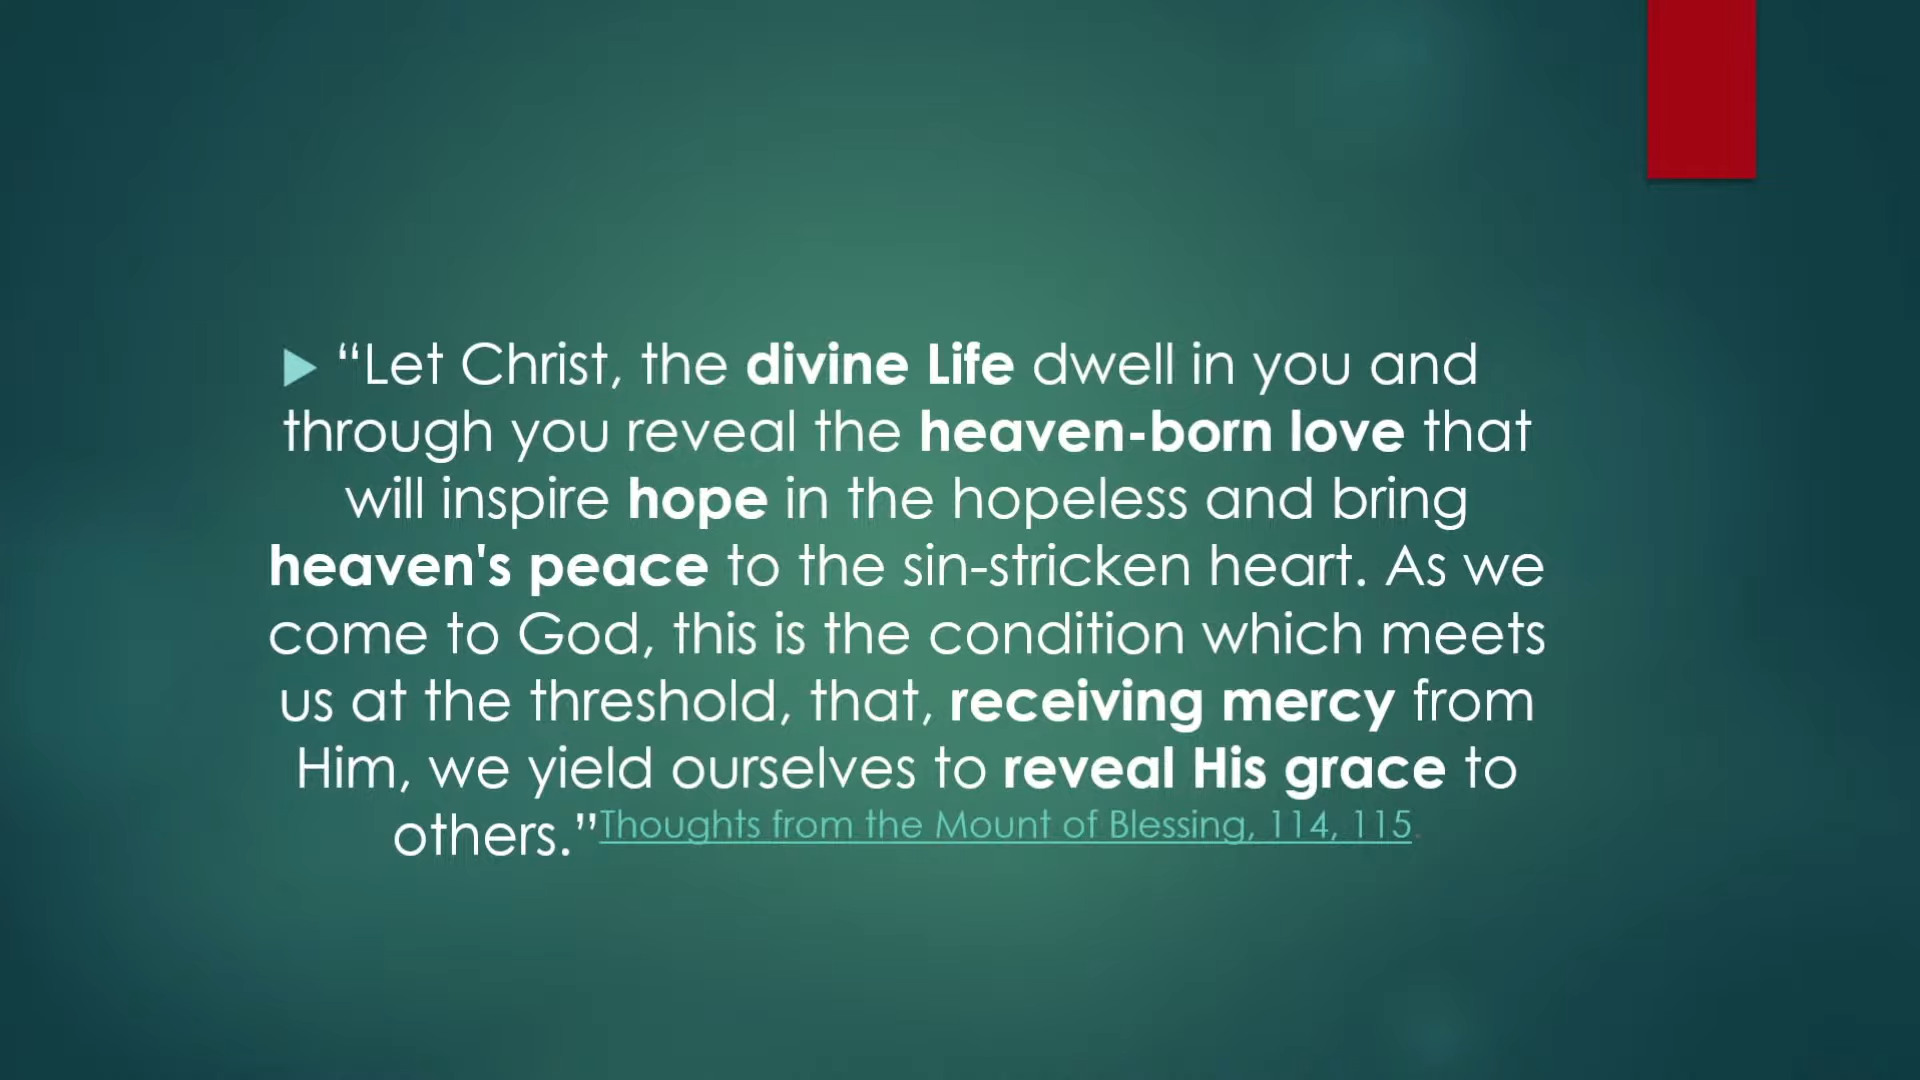 “Let Christ, the divine Life dwell in you and
through you reveal the heaven-born love that
will inspire hope in the hopeless and bring
heaven's peace to the sin-stricken heart. As we
come to God, this is the condition which meets
us at the threshold, that, receiving mercy from
Him, we yield ourselves to reveal His grace to
others.”Thoughts from the Mount of Blessing, 114, 115.